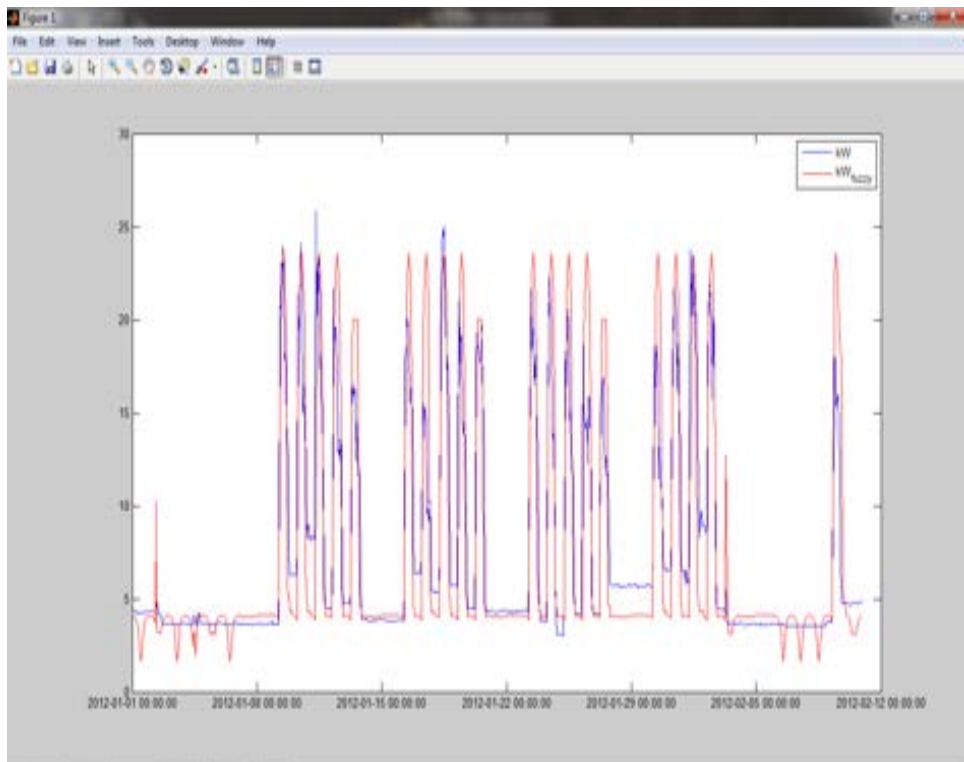 Figure 1
File Edit View Insert Tools Desktop Window Help
30
25
20
15
10
5
0
kW
kW fuzzy
2012-01-01 00:00:00 2012-01-08 00:00:00 2012-01-15 00:00:00 2012-01-22 00:00:00 2012-01-29 00:00:00 2012-02-05 00:00:00 2012-02-12 00:00:00